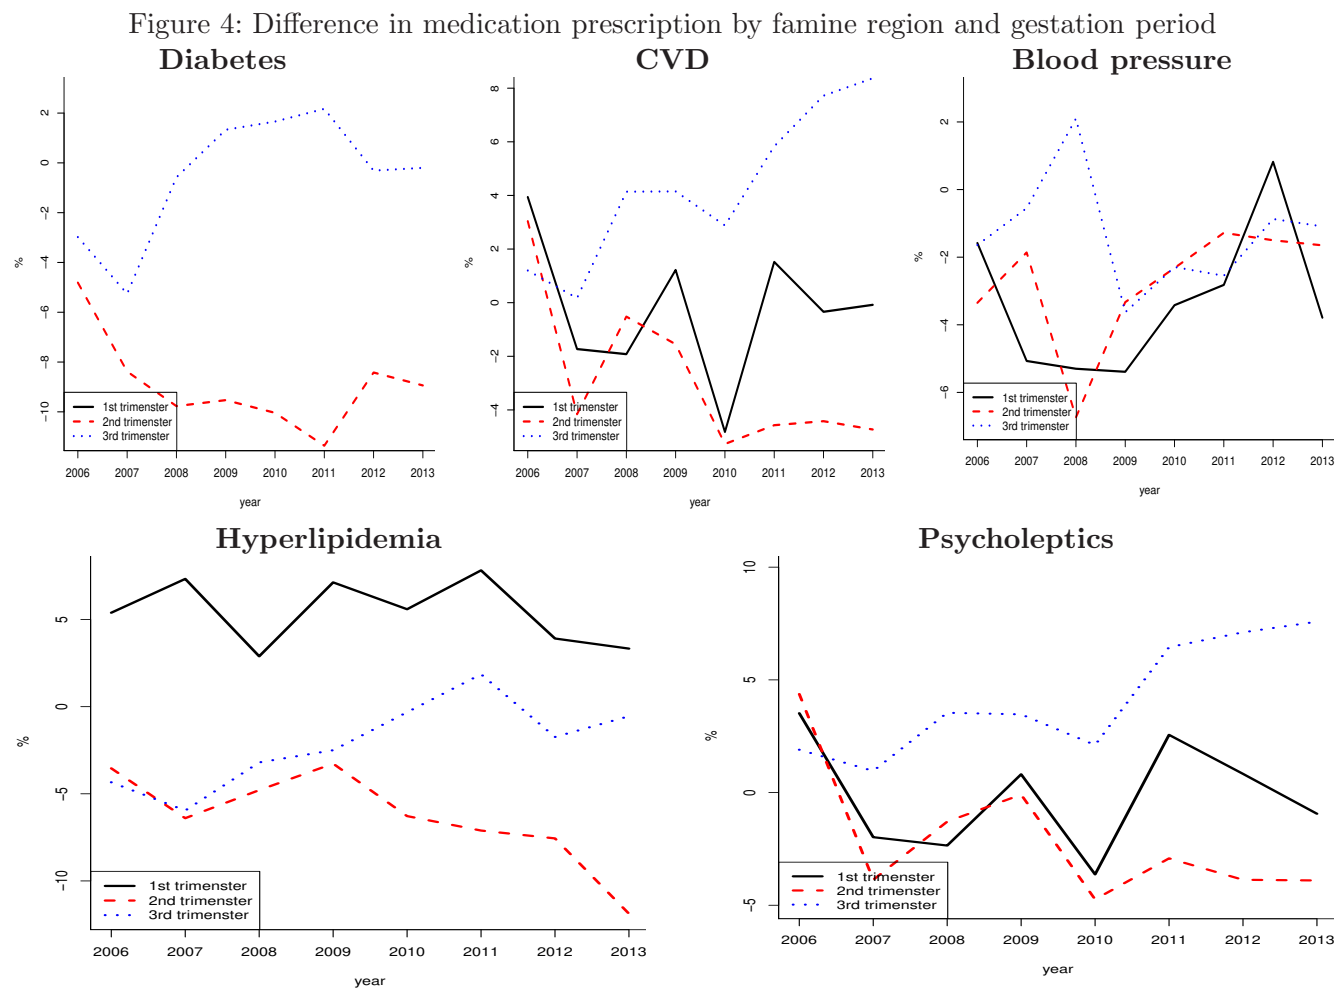 Figure 4: Difference in medication prescription by famine region and gestation period
Diabetes
2
0
−2
−4
−6
−8
−10
%
1st trimenster
2nd trimenster
3rd trimenster
2006 2007 2008 2009 2010 2011 2012 2013
year
CVD
8
6
4
2
0
−2
−4
%
1st trimenster
2nd trimenster
3rd trimenster
2006 2007 2008 2009 2010 2011 2012 2013
year
Blood pressure
2
0
−2
−4
−6
%
1st trimenster
2nd trimenster
3rd trimenster
2006 2007 2008 2009 2010 2011 2012 2013
year
Hyperlipidemia
5
0
−5
−10
%
1st trimenster
2nd trimenster
3rd trimenster
2006 2007 2008 2009 2010 2011 2012 2013
year
Psycholeptics
10
5
0
−5
%
1st trimenster
2nd trimenster
3rd trimenster
2006 2007 2008 2009 2010 2011 2012 2013
year